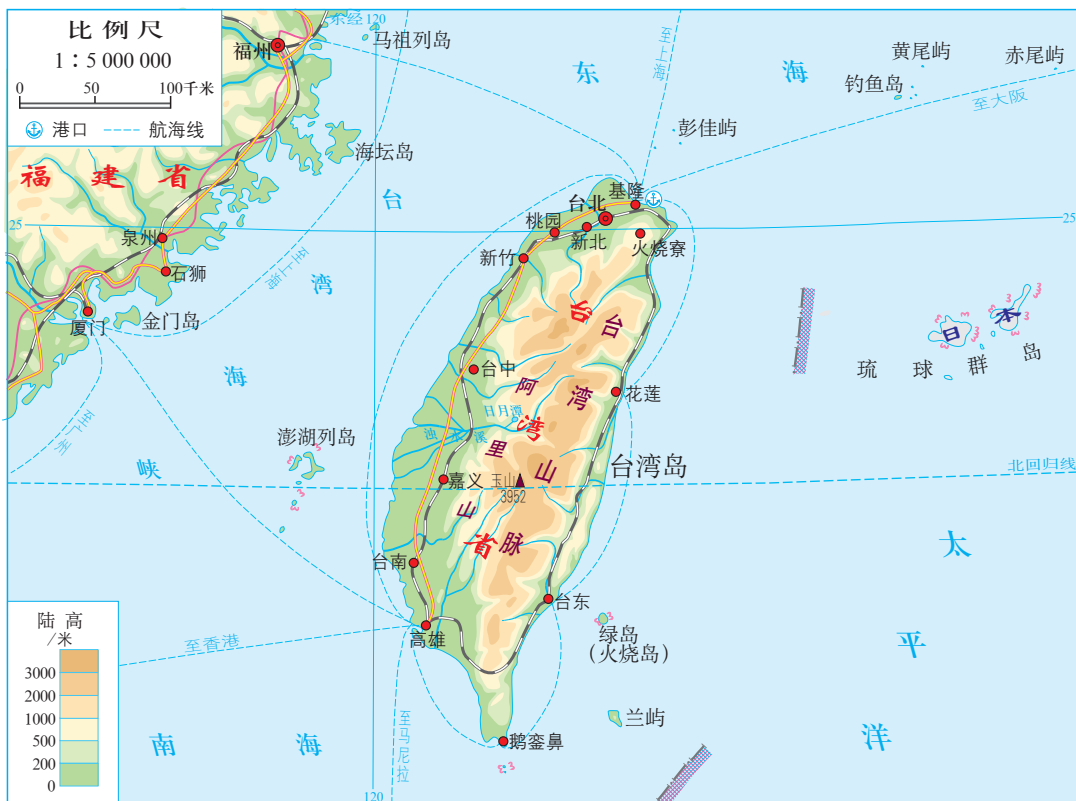 比例尺
1：5 000 000
0 50 100千米
港口 航海线
东经120
马祖列岛
福州
至上海
黄尾屿
赤尾屿
钓鱼岛
东海
至大阪
彭佳屿
海坛岛
福建省
基隆
台北
25
桃园
新北
25
泉州
火烧寮
新竹
至上海
石狮
金门岛
厦门
台湾海峡
日本
琉球群岛
台中
花莲
日月潭
浊水溪
台湾山脉
阿里山
台湾省
至上海
澎湖列岛
台湾岛
北回归线
嘉义
玉山
3952
太平洋
台南
台东
高雄
绿岛
（火烧岛）
至香港
兰屿
至马尼拉
鹅銮鼻
南海
120
陆高
/米
3000
2000
1000
500
200
0